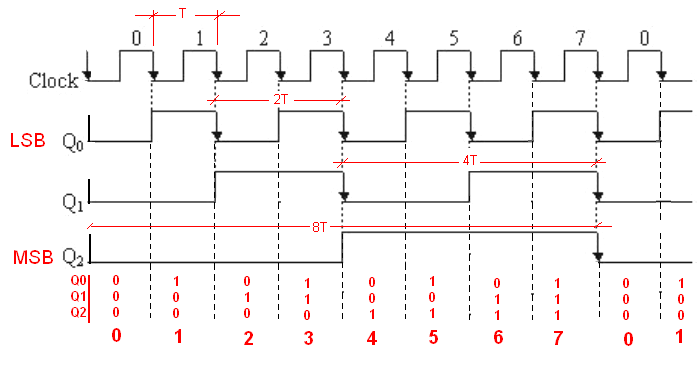 T
0 1 2 3 4 5 6 7 0
Clock
2T
LSB Q0
4T
Q1
8T
MSB Q2
Q0 0 1 0 1 0 1 0 1 0 1
Q1 0 0 1 1 0 0 1 1 0 0
Q2 0 0 0 0 1 1 1 1 0 0
0 1 2 3 4 5 6 7 0 1